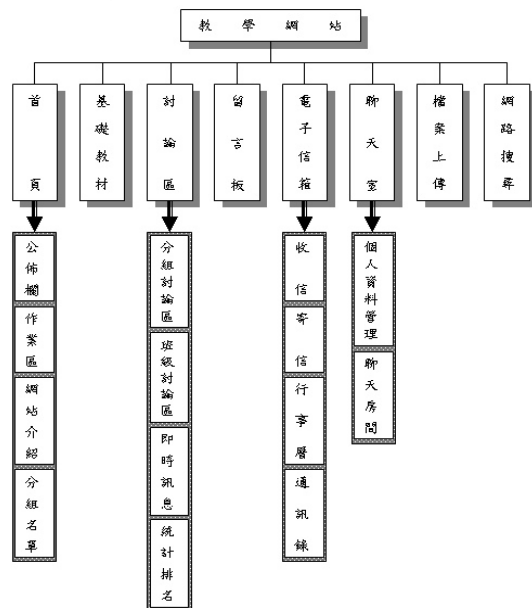 教學網站
首頁
基礎教材
討論區
留言板
電子信箱
聊天室
檔案上傳
網路搜尋
公佈欄
作業區
網站介紹
分組名單
分組討論區
班級討論區
即時訊息
統計排名
收信
寄信
行事曆
通訊錄
個人資料管理
聊天房間